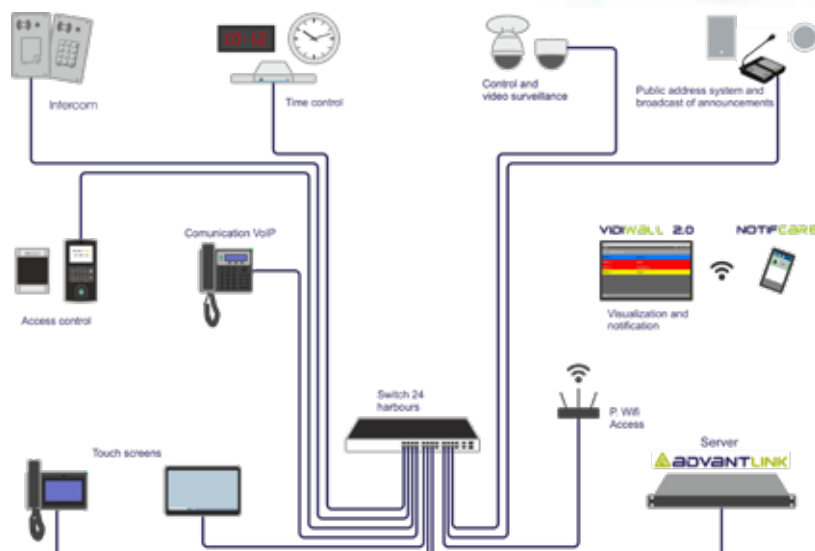 10:12
Intercom
Time control
Control and
video surveillance
Public address system and
broadcast of announcements
Comunication VoIP
VIDIWALL 2.0
NOTIFCARE
Access control
Visualization and
notification
Switch 24
harbours
P. Wifi
Access
Touch screens
Server
ADVANTLINK